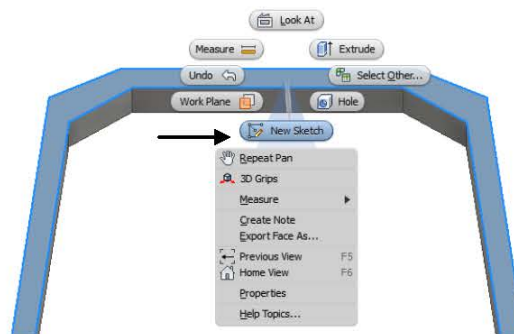 Look At
Measure
Extrude
Undo
Select Other...
Work Plane
Hole
New Sketch
Repeat Pan
3D Grips
Measure
Create Note
Export Face As...
Previous View F5
Home View F6
Properties
Help Topics...